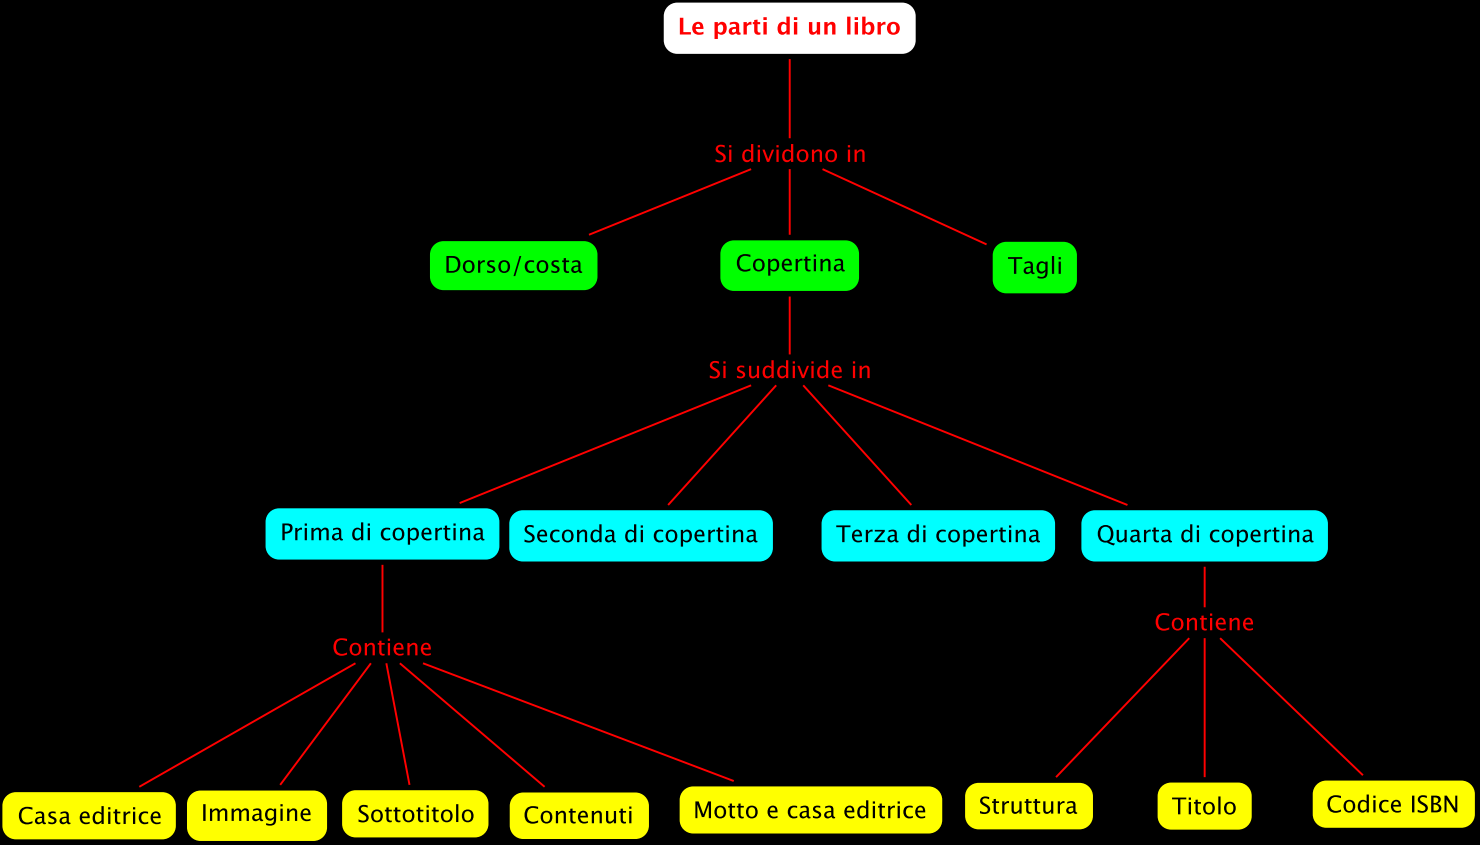 Le parti di un libro
Si dividono in
Dorso/costa
Copertina
Tagli
Si suddivide in
Prima di copertina
Seconda di copertina
Terza di copertina
Quarta di copertina
Contiene
Contiene
Casa editrice
Immagine
Sottotitolo
Contenuti
Motto e casa editrice
Struttura
Titolo
Codice ISBN